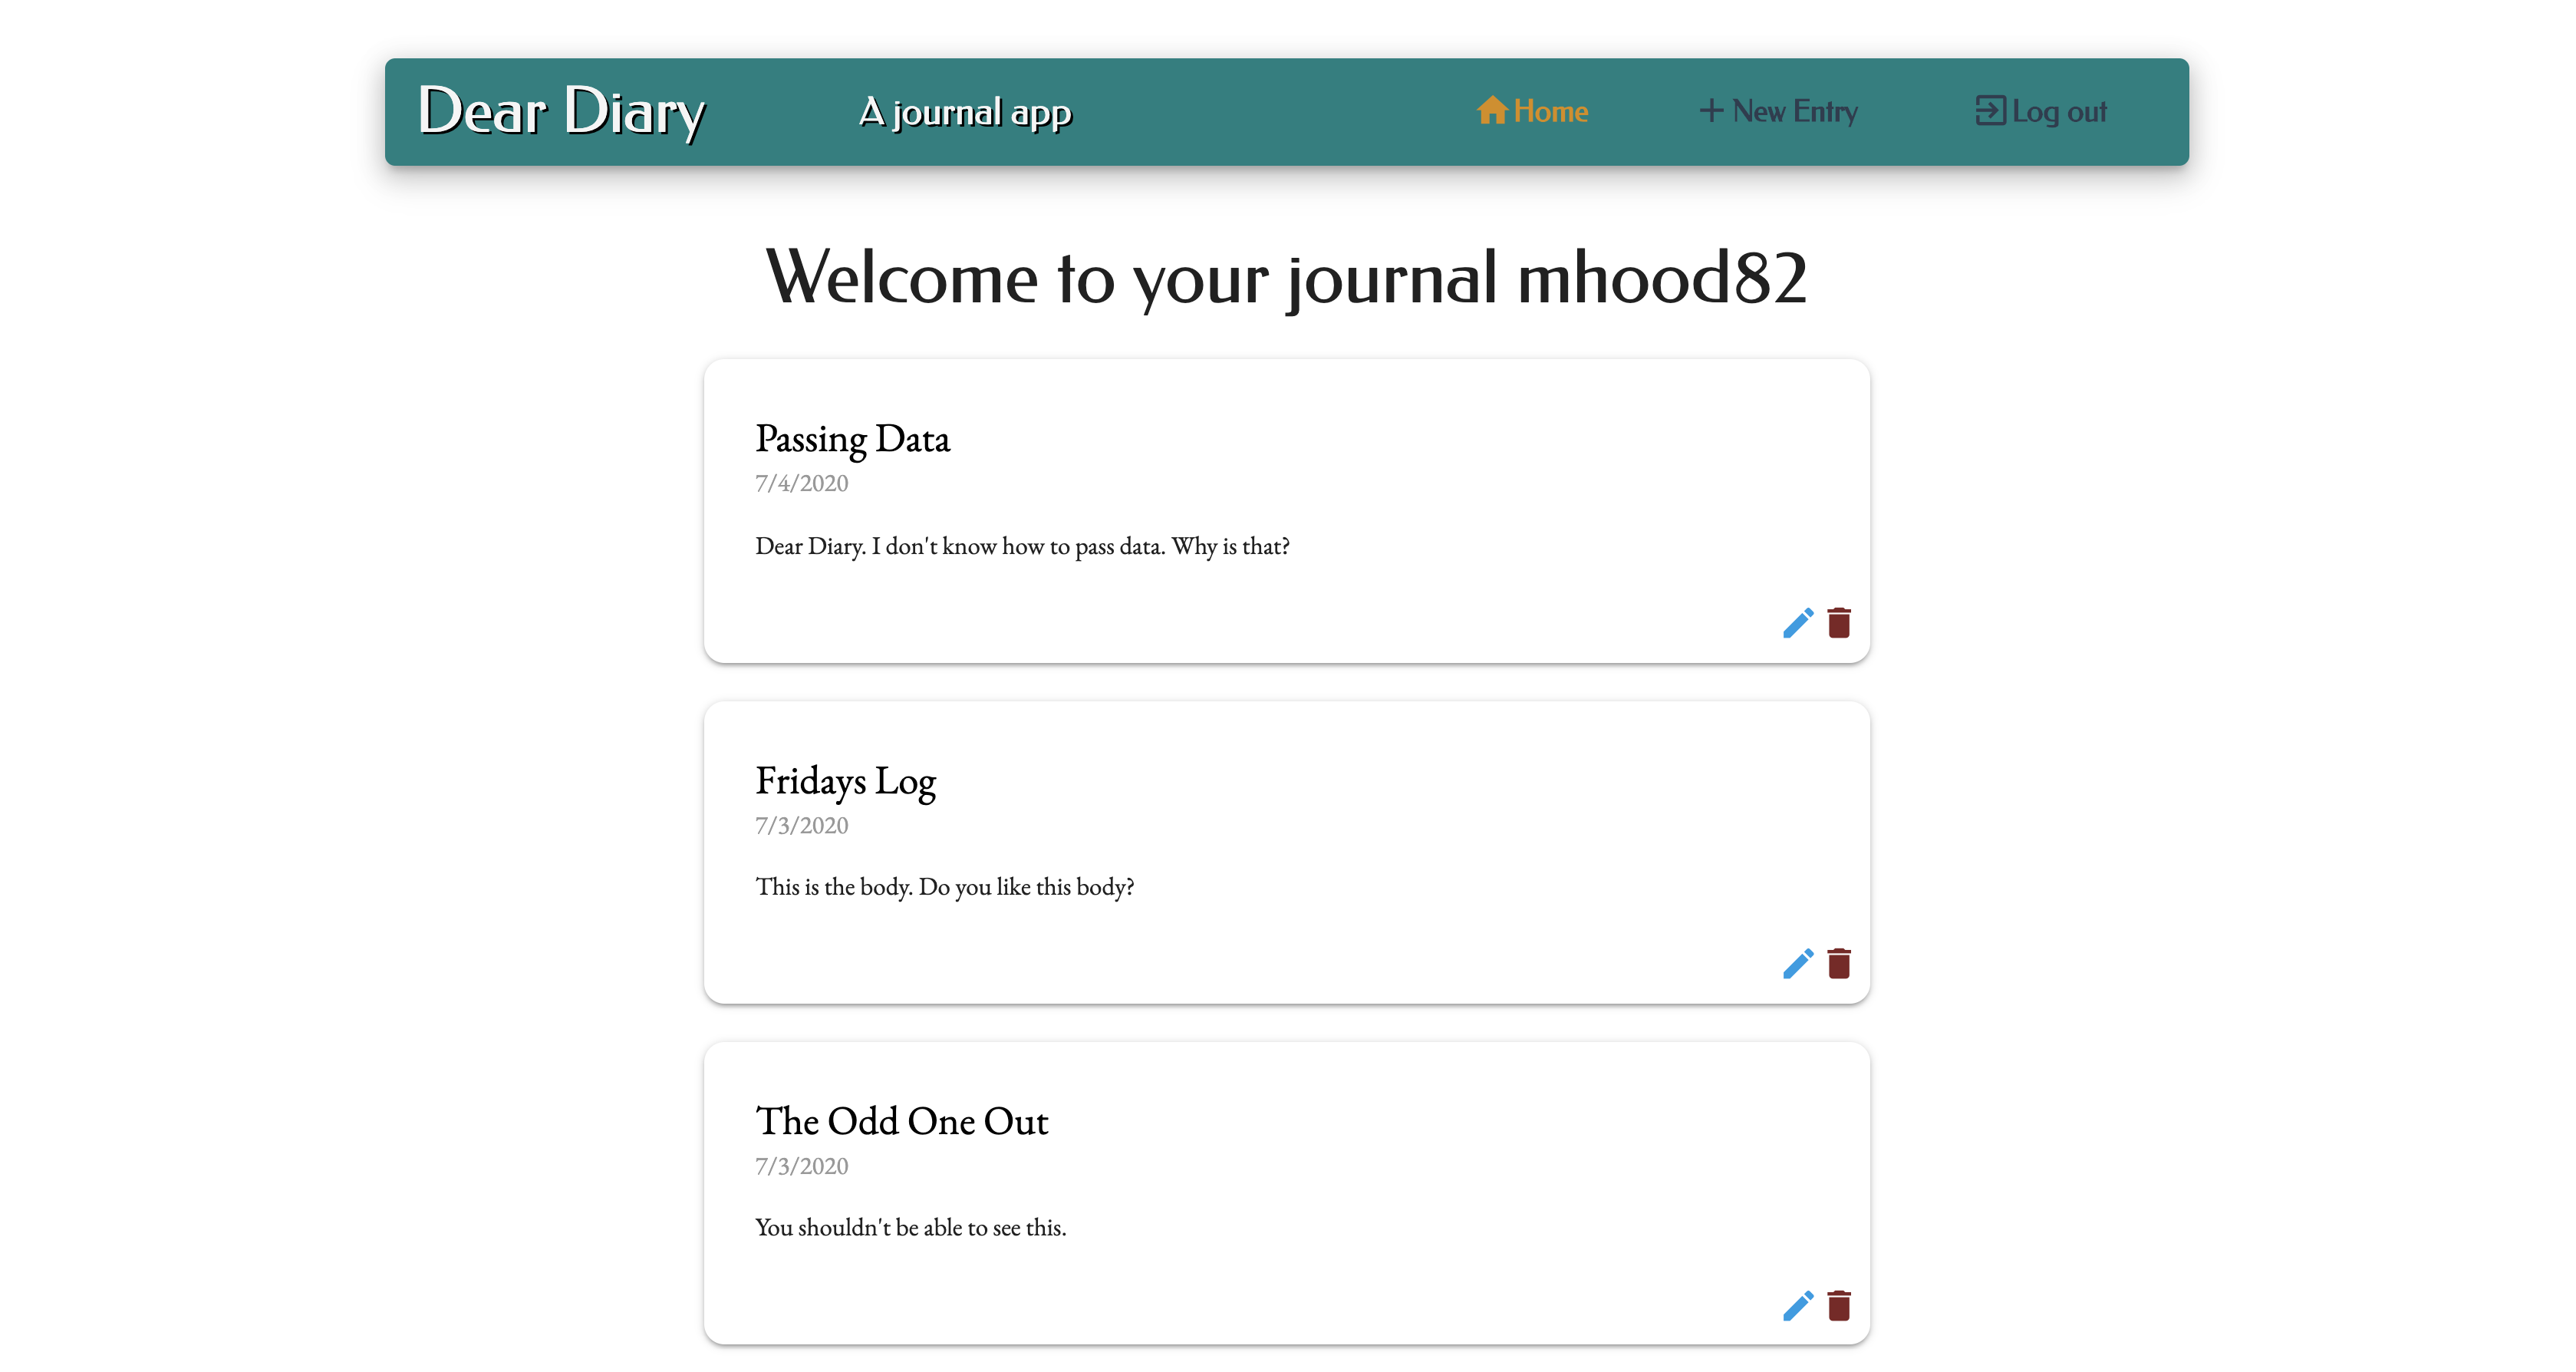 Dear Diary A journal app Home New Entry Log out
Welcome to your journal mhood82
Passing Data
7/4/2020
Dear Diary. I don't know how to pass data. Why is that?
Fridays Log
7/3/2020
This is the body. Do you like this body?
The Odd One Out
7/3/2020
You shouldn't be able to see this.